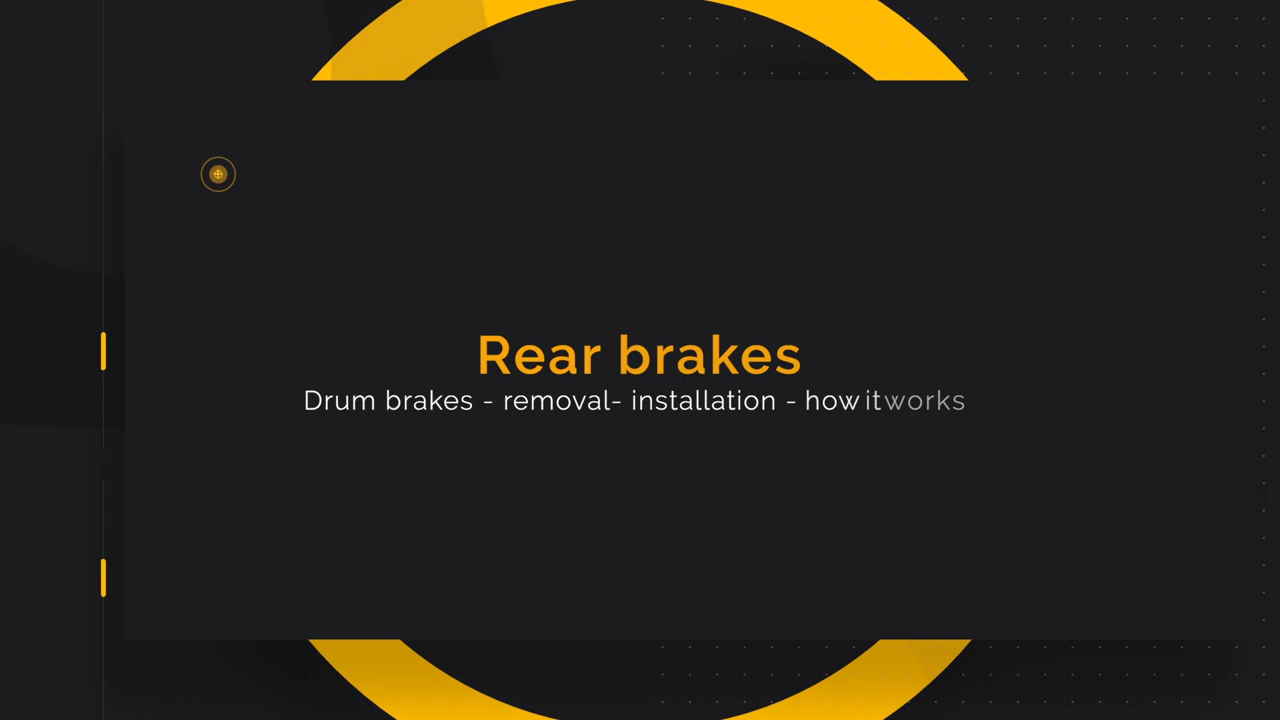 Rear brakes
Drum brakes - removal- installation - how it works